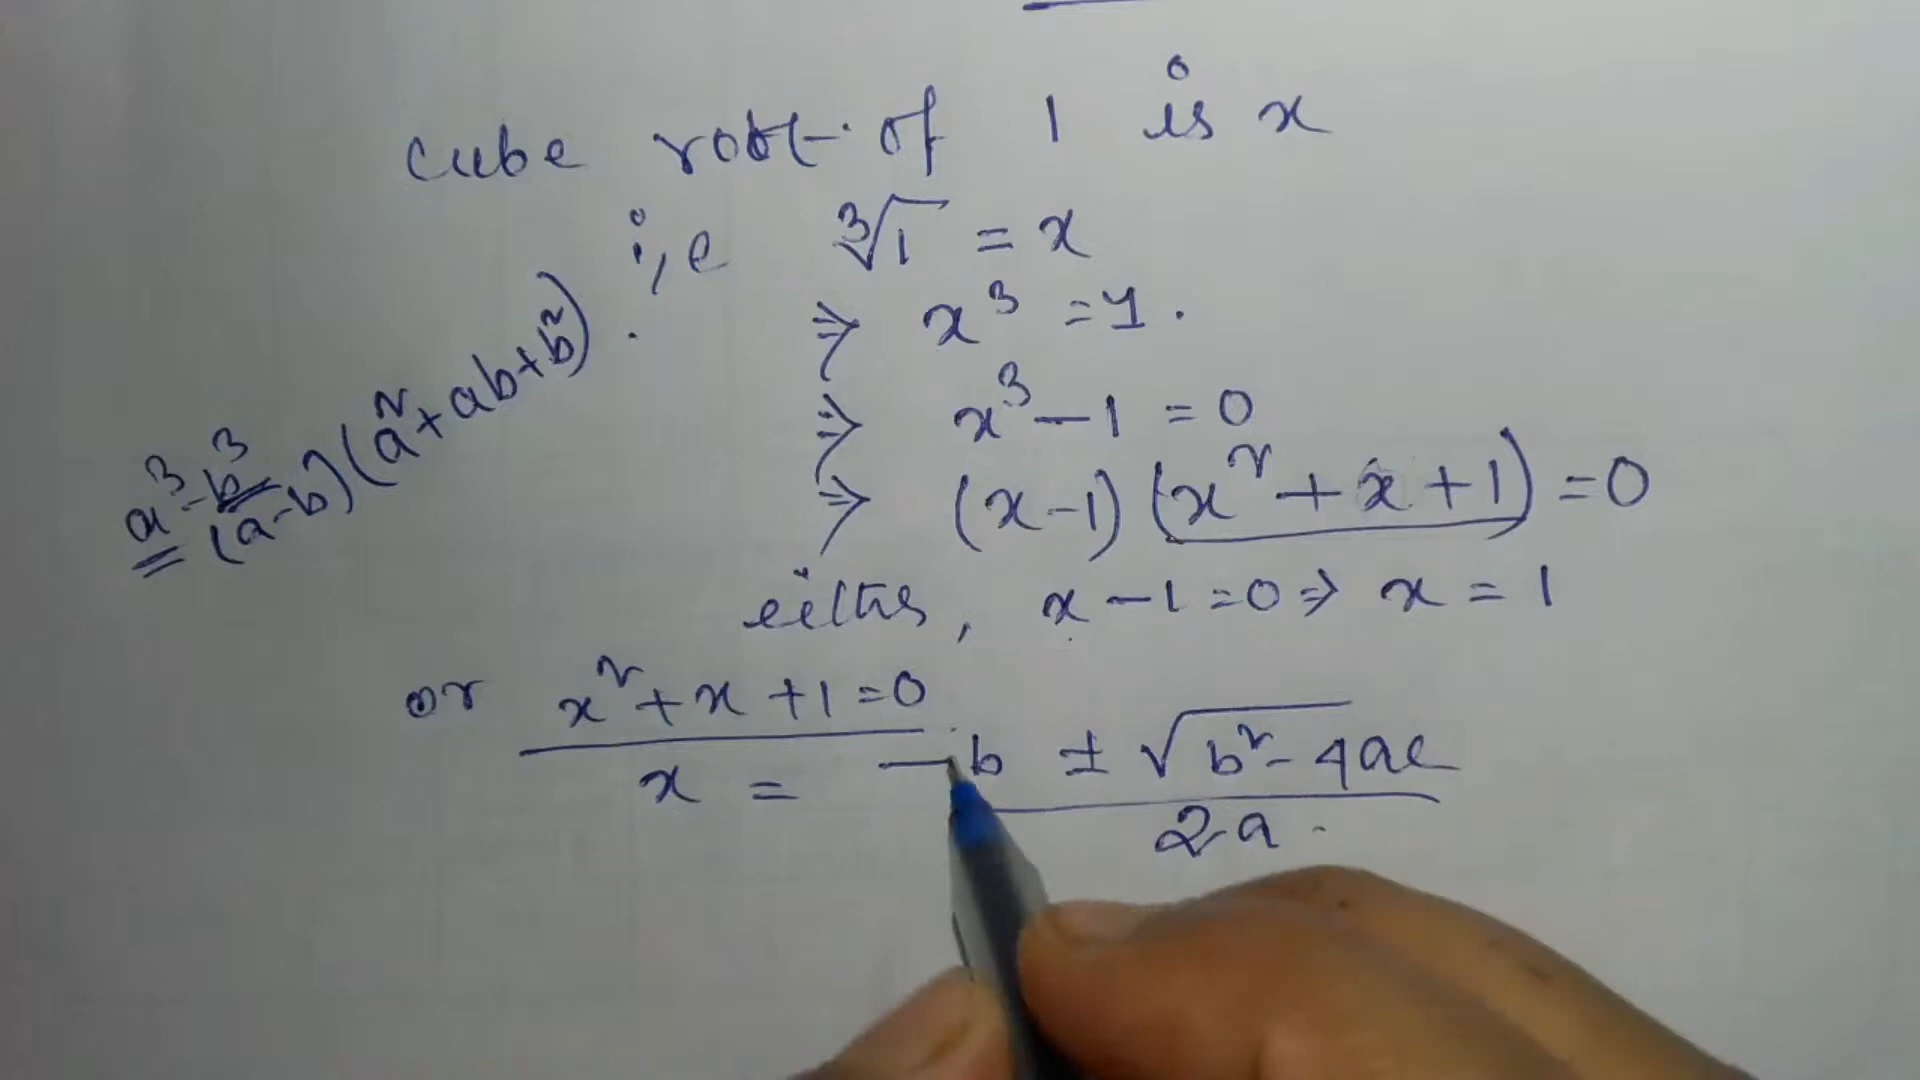 cube root of 1 is x
i,e ∛1 = x
⇒ x³ = 1.
⇒ x³ - 1 = 0
⇒ (x-1) (x² + x + 1) = 0
a³-b³
= (a-b) (a² + ab + b²).
either, x - 1 = 0 ⇒ x = 1
or x² + x + 1 = 0
x = -b ± √b² - 4ac
2a.